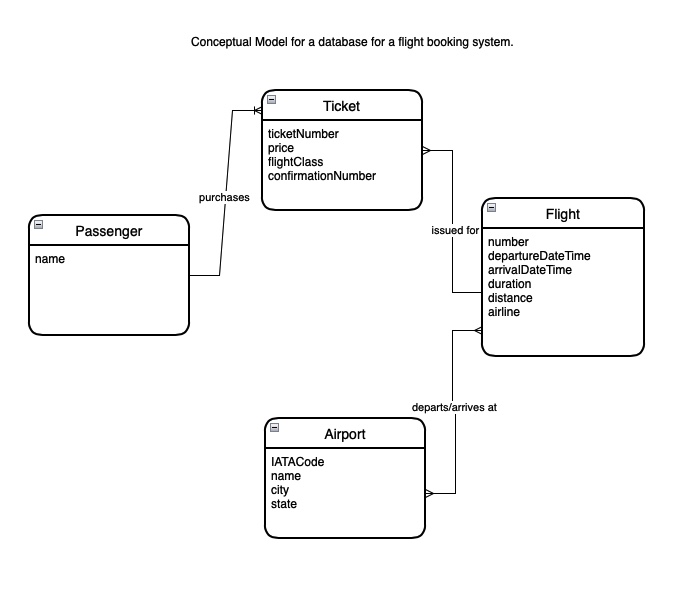 Conceptual Model for a database for a flight booking system.
Ticket
ticketNumber
price
flightClass
confirmationNumber
purchases
Passenger
name
issued for
Flight
number
departureDateTime
arrivalDateTime
duration
distance
airline
departs/arrives at
Airport
IATACode
name
city
state